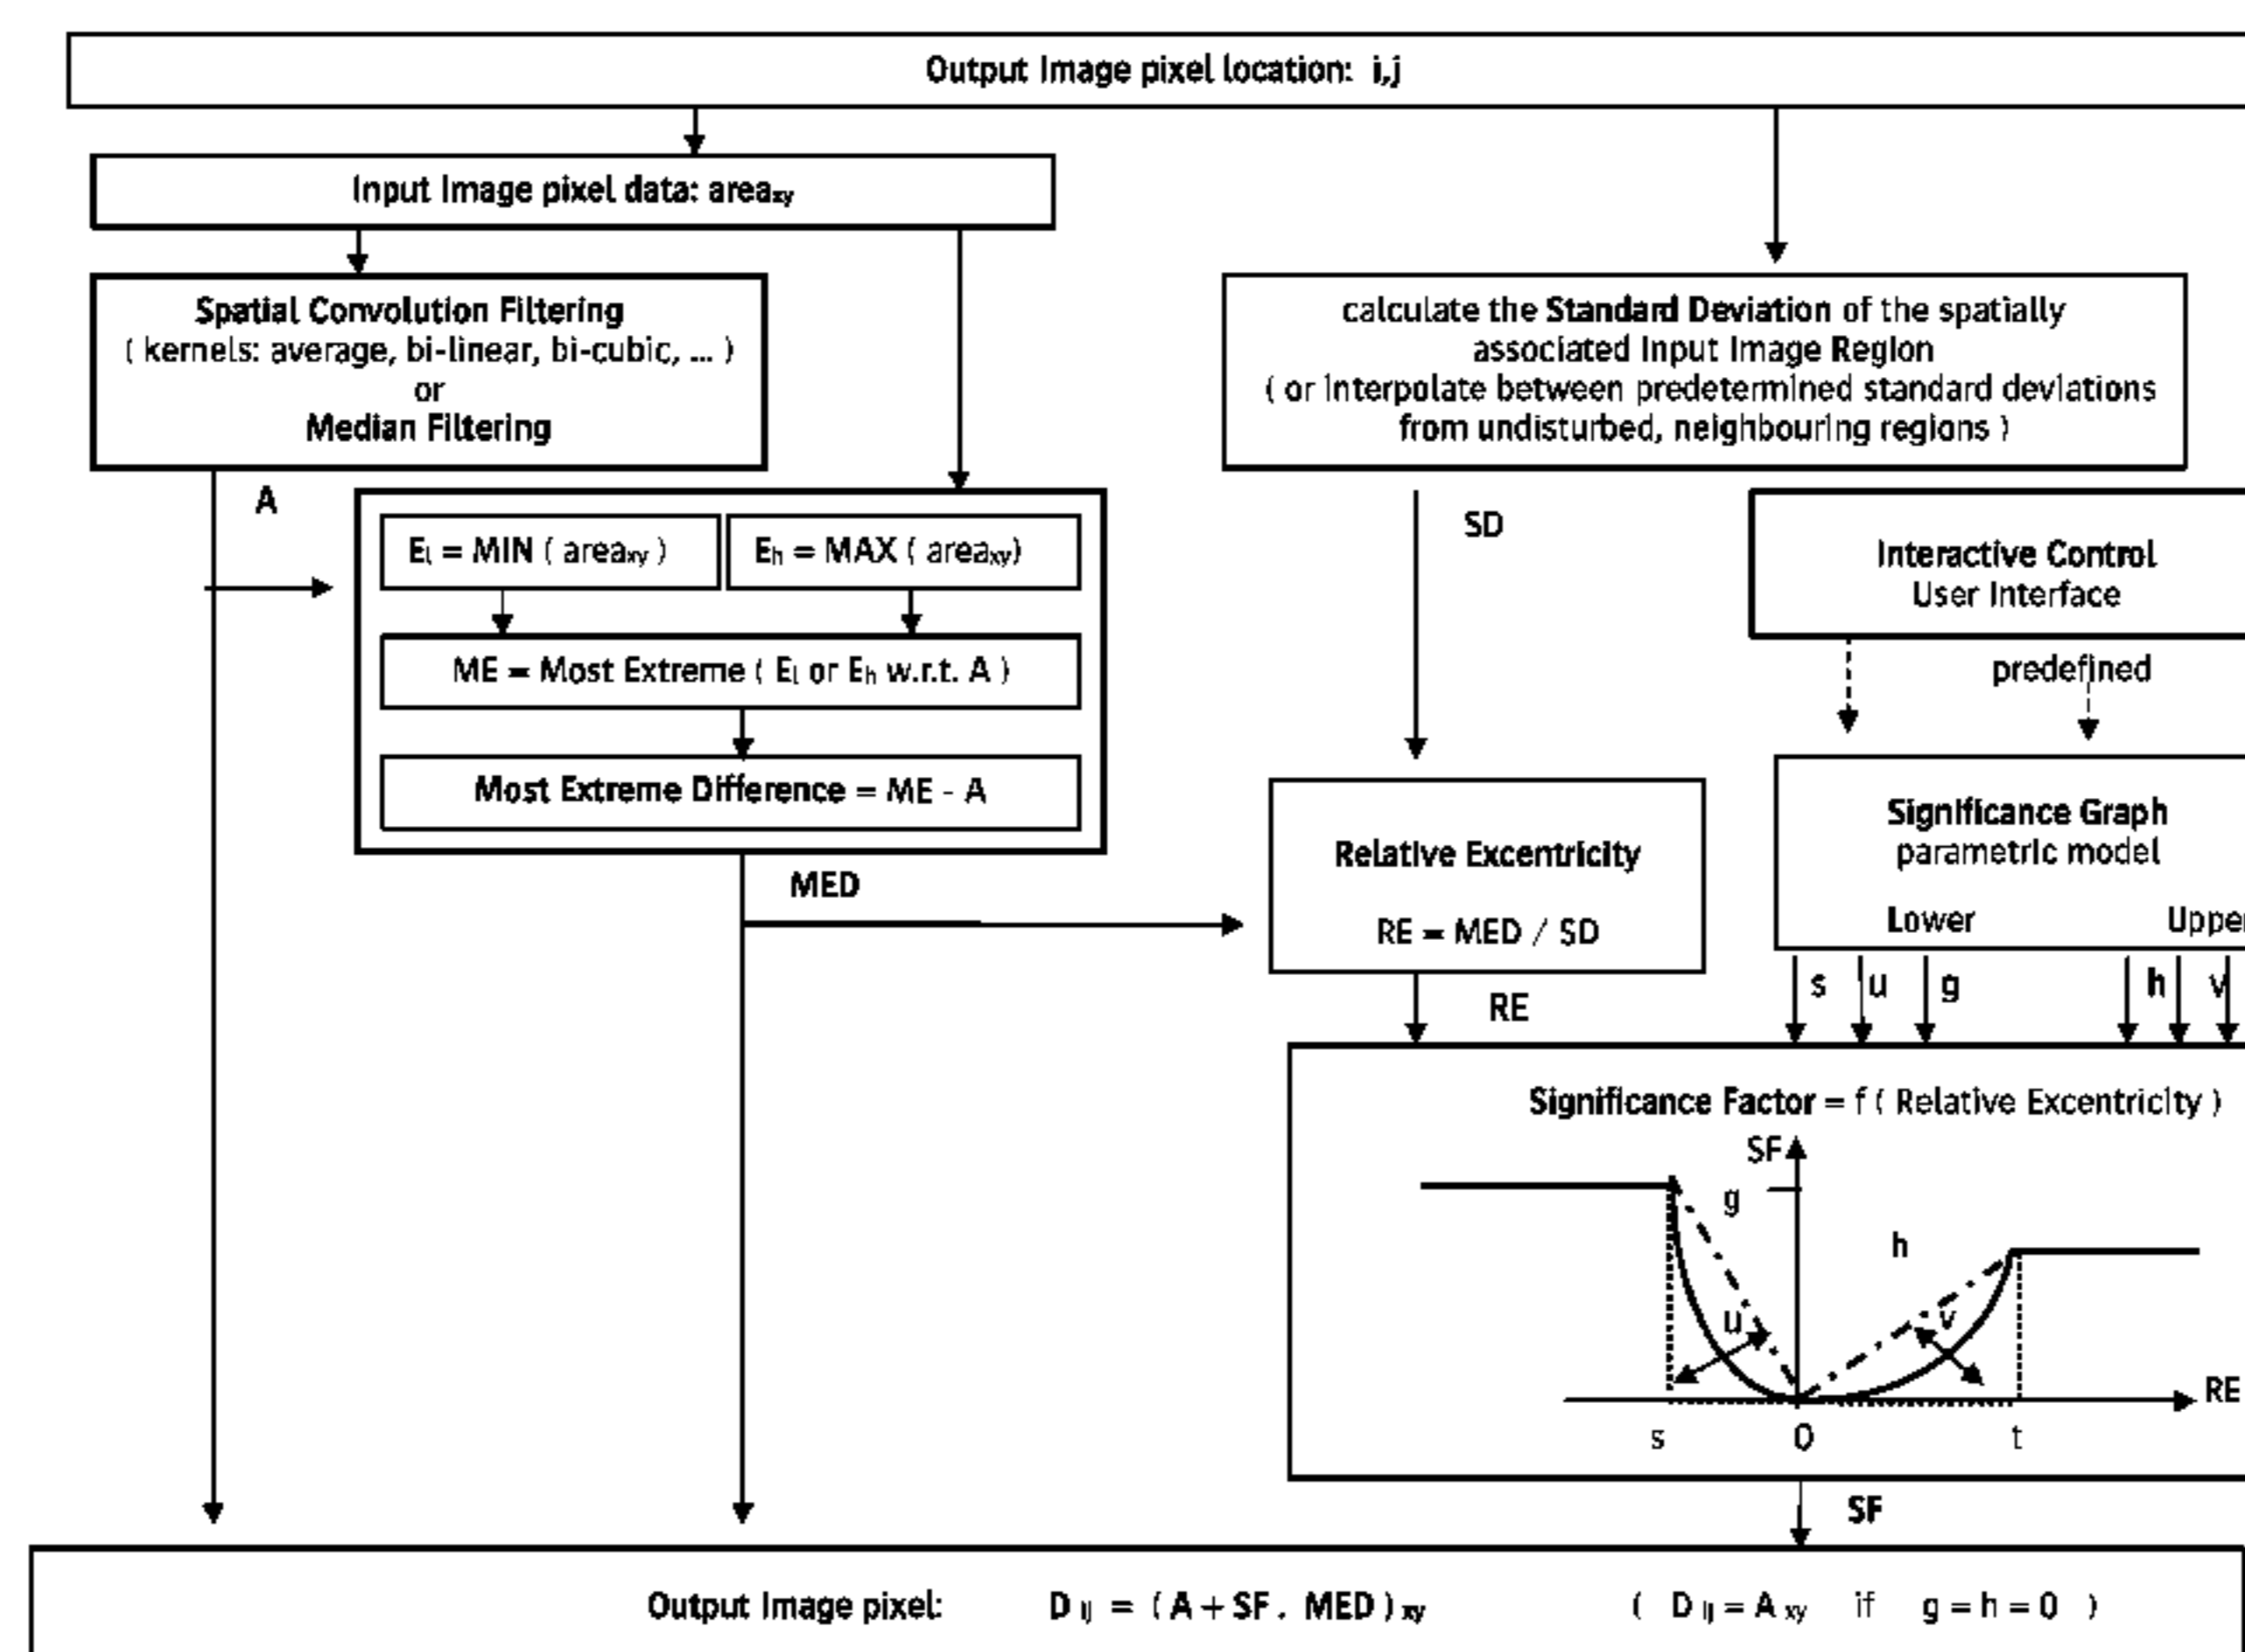 Output Image pixel location: i,j
Input Image pixel data: areaxy
Spatial Convolution Filtering
( kernels: average, bi-linear, bi-cubic, ... )
or
Median Filtering
calculate the Standard Deviation of the spatially
associated Input Image Region
( or interpolate between predetermined standard deviations
from undisturbed, neighbouring regions )
A
El = MIN ( areaxy )
Eh = MAX ( areaxy)
ME = Most Extreme ( El or Eh w.r.t. A )
Most Extreme Difference = ME - A
MED
SD
Interactive Control
User Interface
predefined
Relative Excentricity
RE = MED / SD
RE
Significance Graph
parametric model
Lower Upper
s u g h v
Significance Factor = f ( Relative Excentricity )
SF
g
h
u
v
RE
s 0 t
SF
Output Image pixel: D ij = ( A + SF . MED ) xy ( D ij = A xy if g = h = 0 )